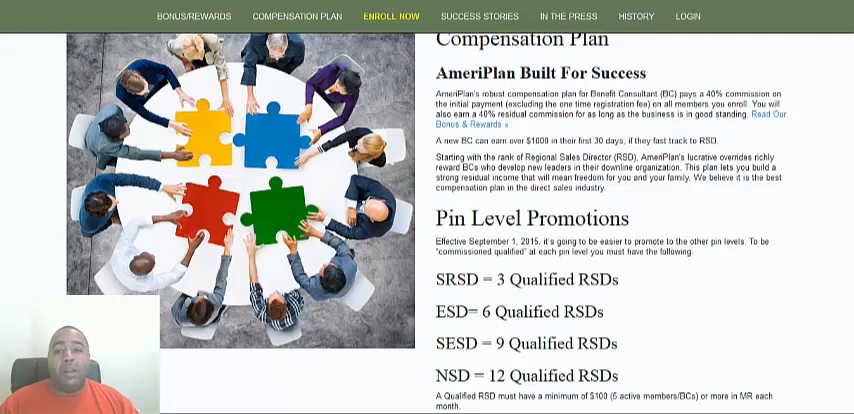 BONUS/REWARDS COMPENSATION PLAN ENROLL NOW SUCCESS STORIES IN THE PRESS HISTORY LOGIN
Compensation Plan
AmeriPlan Built For Success
AmeriPlan's robust compensation plan for Benefit Consultant (BC) pays a 40% commission on
the initial payment (excluding the one time registration fee) on all members you enroll. You will
also earn a 40% residual commission for as long as the business is in good standing. Read Our
Bonus & Rewards »
A new BC can earn over $1000 in their first 30 days, if they fast track to RSD.
Starting with the rank of Regional Sales Director (RSD), AmeriPlan's lucrative overrides richly
reward BCs who develop new leaders in their downline organization. This plan lets you build a
strong residual income that will mean freedom for you and your family. We believe it is the best
compensation plan in the direct sales industry.
Pin Level Promotions
Effective September 1, 2015, it's going to be easier to promote to the other pin levels. To be
"commissioned qualified" at each pin level you must have the following:
SRSD = 3 Qualified RSDs
ESD= 6 Qualified RSDs
SESD = 9 Qualified RSDs
NSD = 12 Qualified RSDs
A Qualified RSD must have a minimum of $100 (5 active members/BCs) or more in MR each
month.